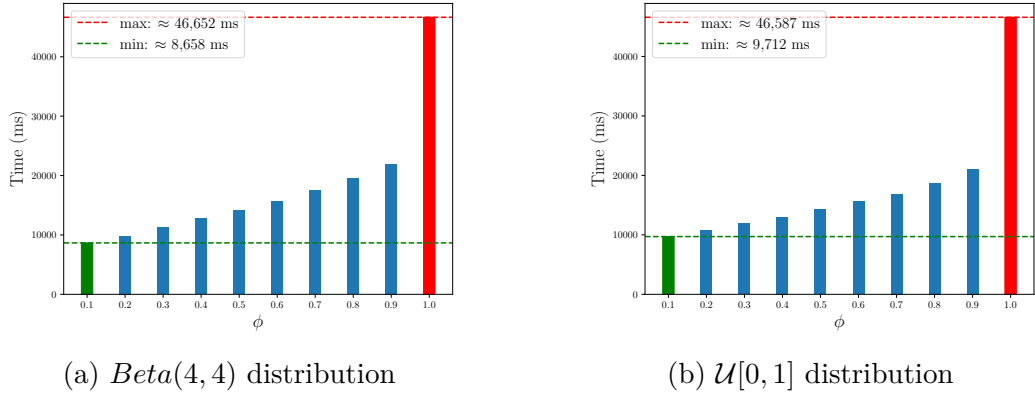 max: ≈ 46,652 ms
min: ≈ 8,658 ms
Time (ms)
40000
30000
20000
10000
0
0.1 0.2 0.3 0.4 0.5 0.6 0.7 0.8 0.9 1.0
ϕ
(a) Beta(4, 4) distribution
max: ≈ 46,587 ms
min: ≈ 9,712 ms
Time (ms)
40000
30000
20000
10000
0
0.1 0.2 0.3 0.4 0.5 0.6 0.7 0.8 0.9 1.0
ϕ
(b) 𝒰[0, 1] distribution